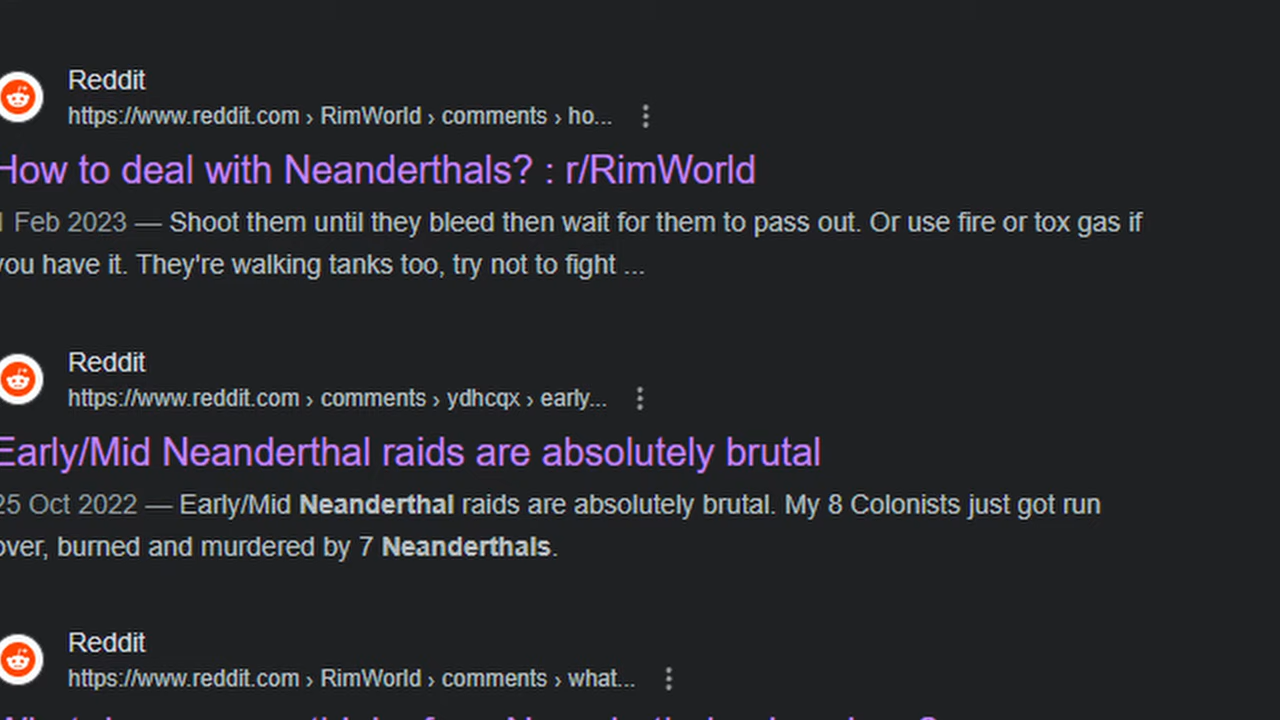 Reddit
https://www.reddit.com › RimWorld › comments › ho...
How to deal with Neanderthals? : r/RimWorld
1 Feb 2023 — Shoot them until they bleed then wait for them to pass out. Or use fire or tox gas if
you have it. They're walking tanks too, try not to fight ...
Reddit
https://www.reddit.com › comments › ydhcqx › early...
Early/Mid Neanderthal raids are absolutely brutal
25 Oct 2022 — Early/Mid Neanderthal raids are absolutely brutal. My 8 Colonists just got run
over, burned and murdered by 7 Neanderthals.
Reddit
https://www.reddit.com › RimWorld › comments › what...